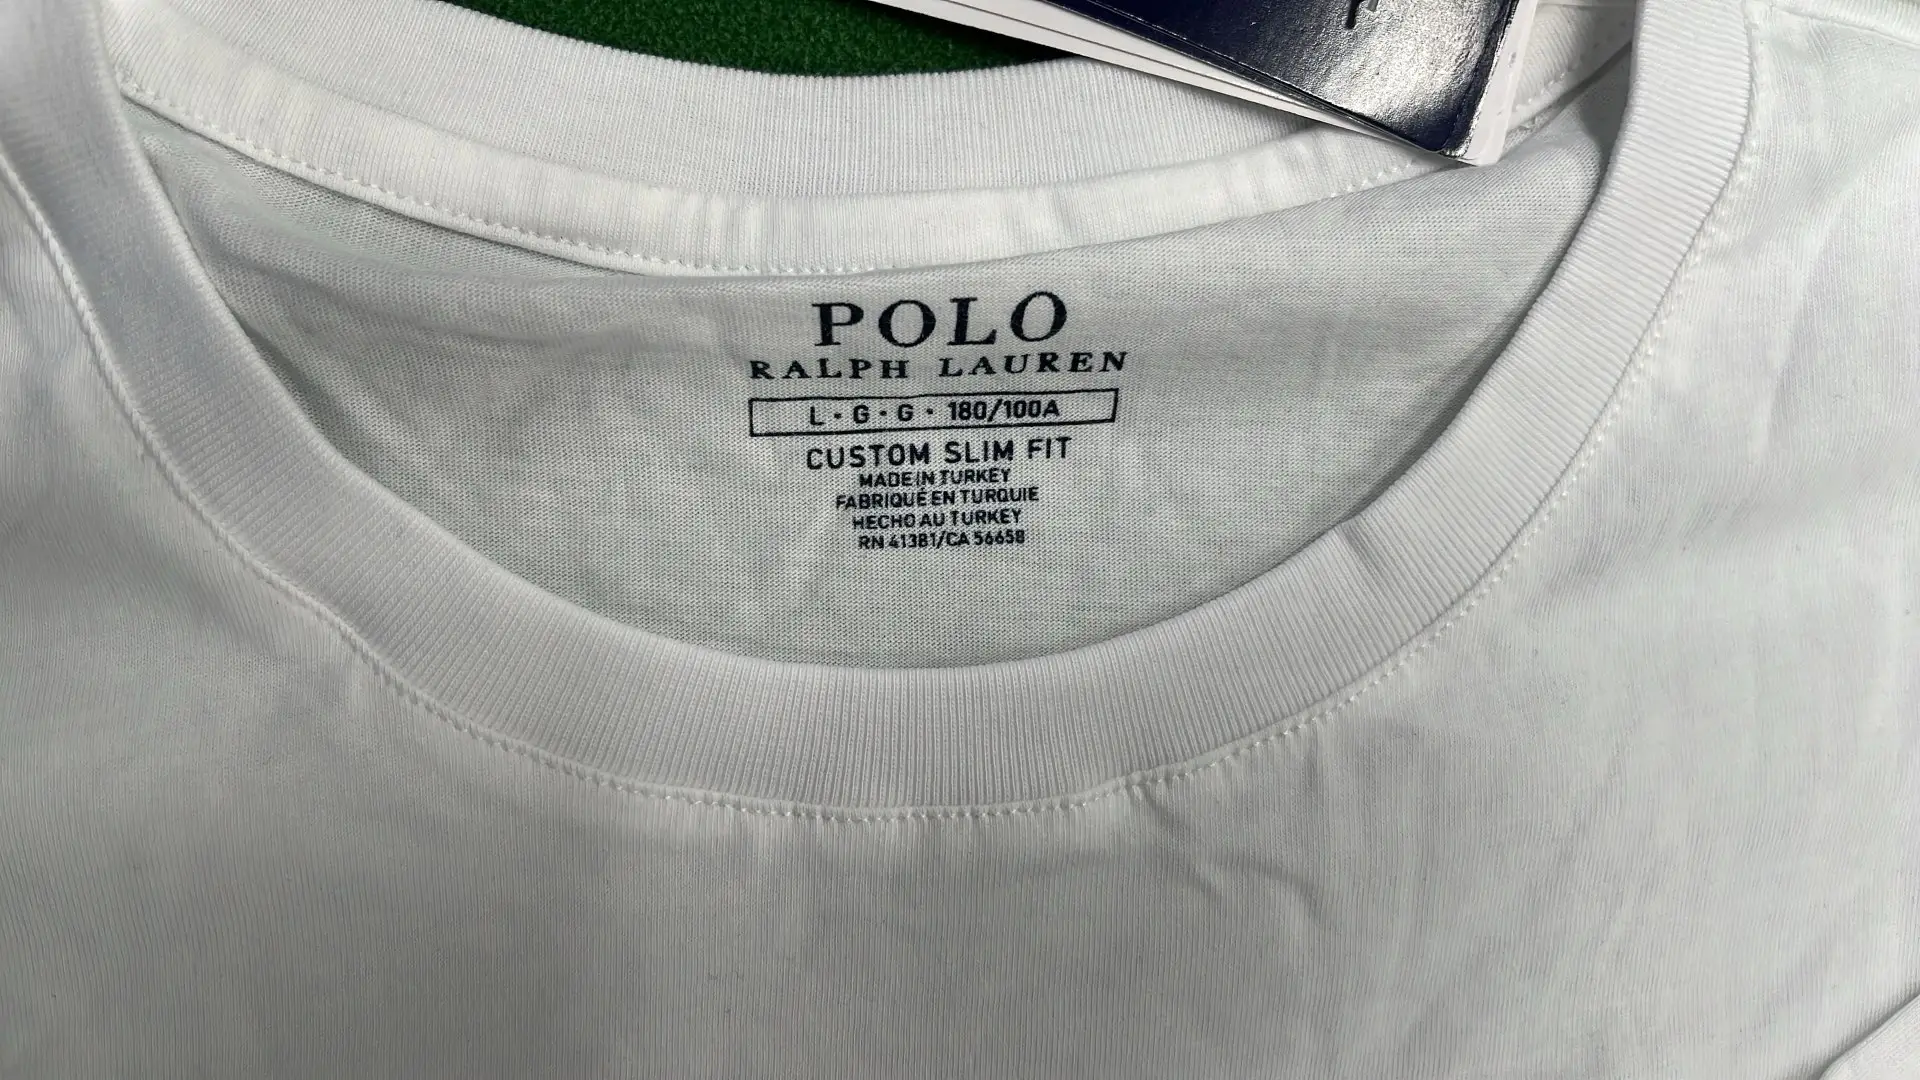 POLO
RALPH LAUREN
L · G · G · 180/100A
CUSTOM SLIM FIT
MADE IN TURKEY
FABRIQUÉ EN TURQUIE
HECHO AU TURKEY
RN 41381/CA 56658